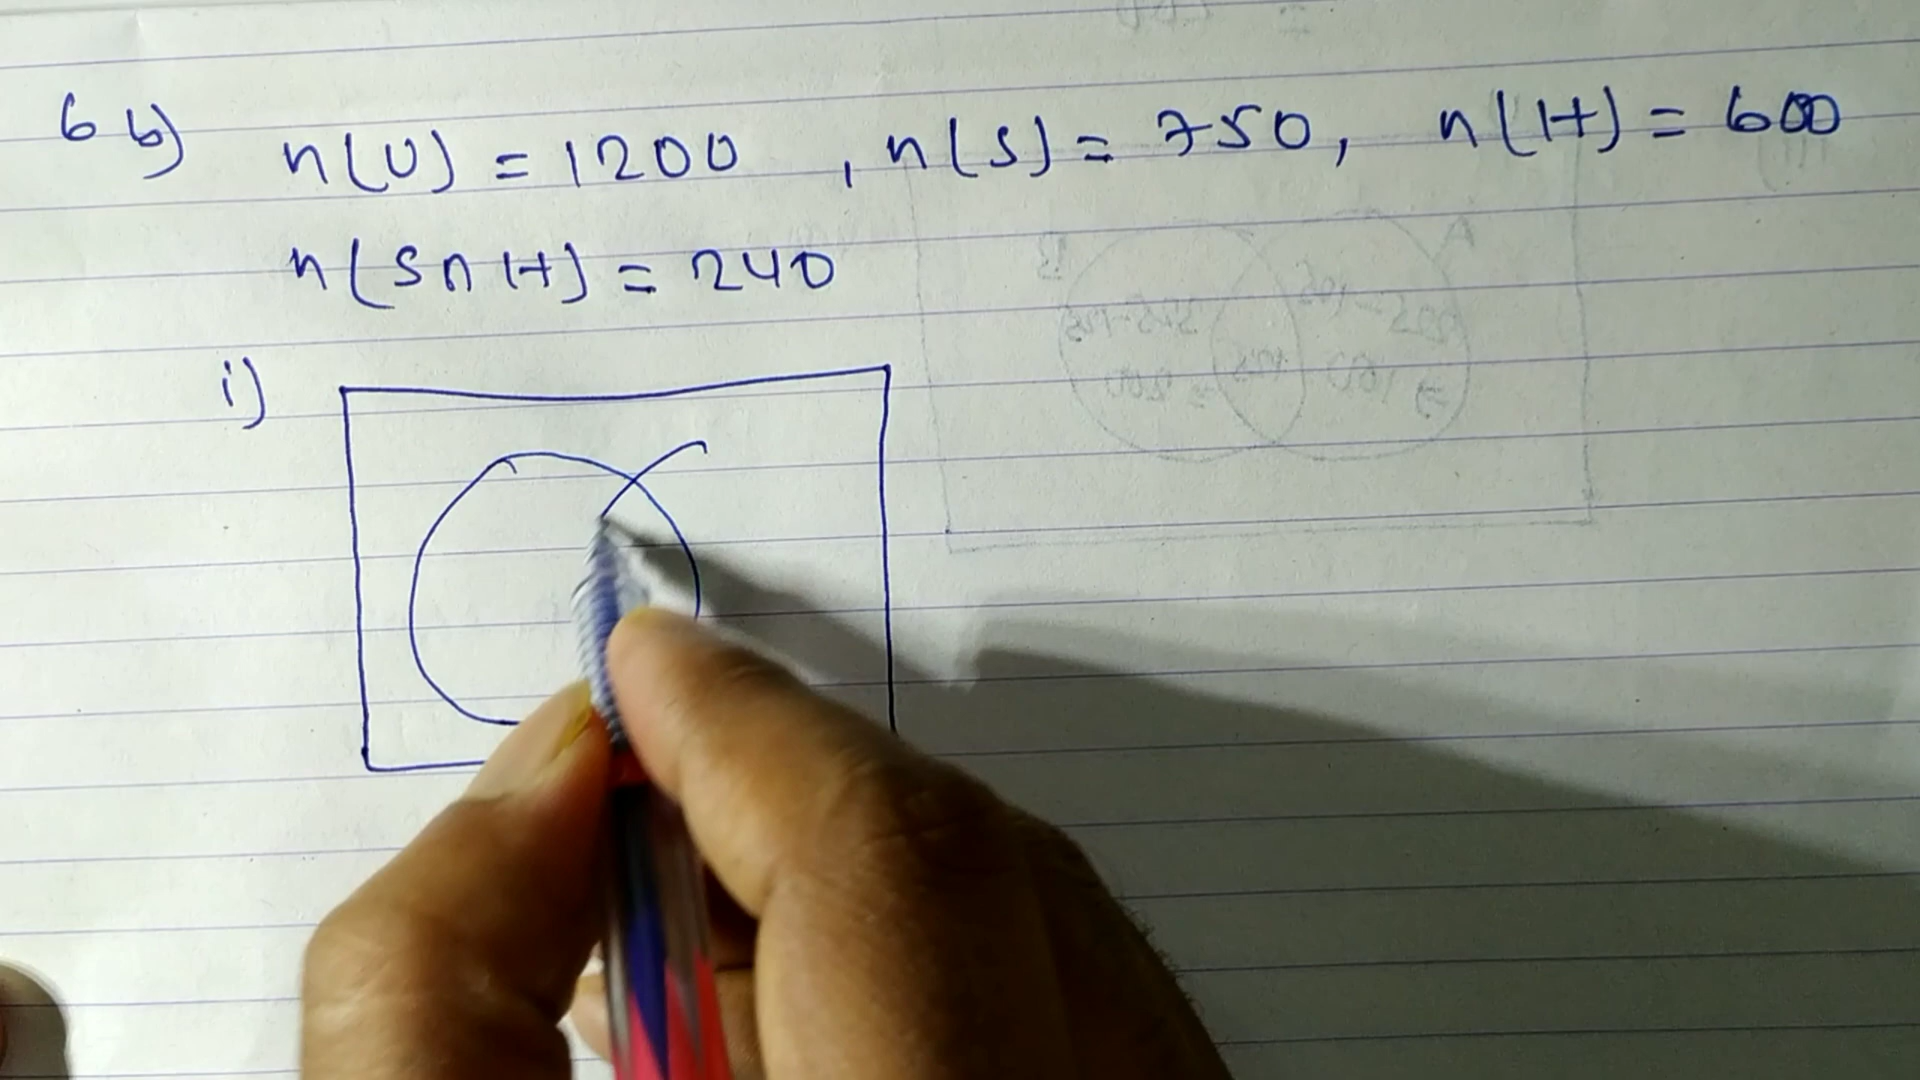 6 b) n(U) = 1200 , n(S) = 750, n(H) = 600
n(S∩H) = 240
i)